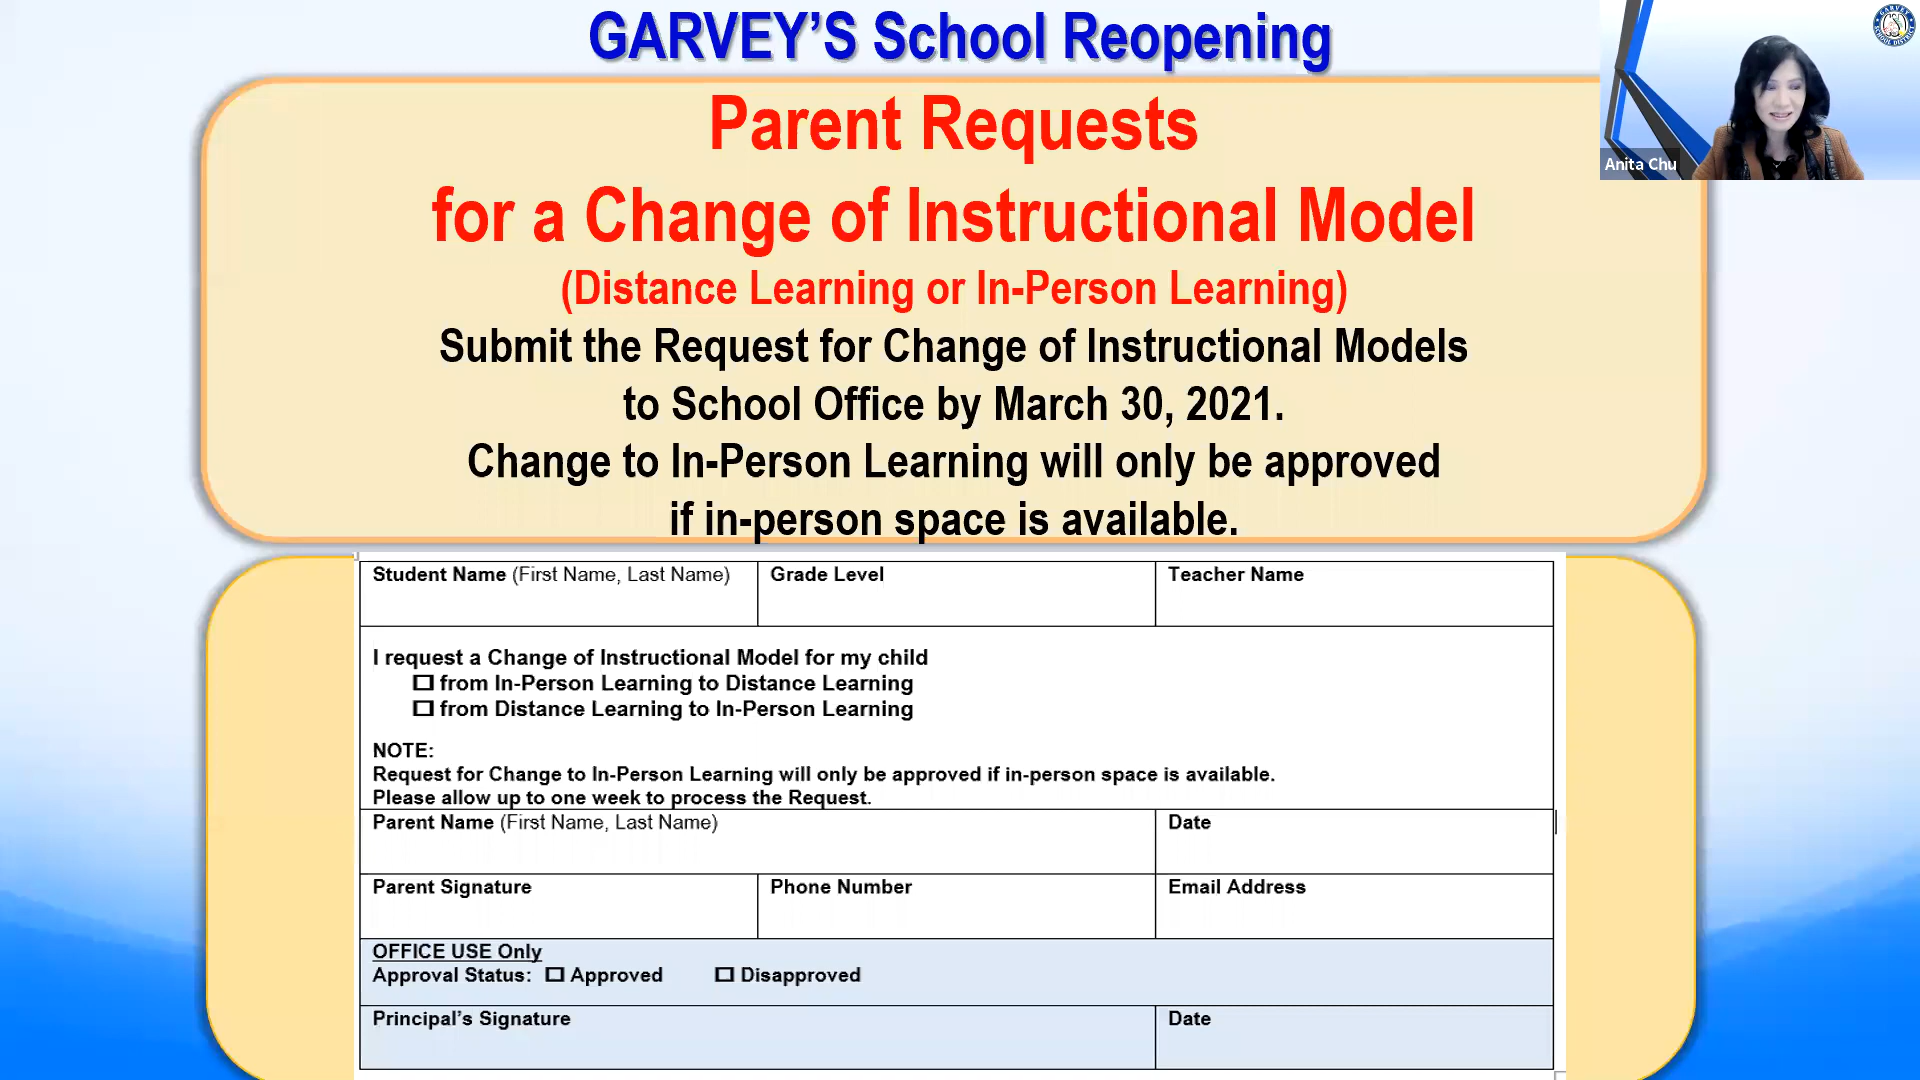 GARVEY’S School Reopening
Parent Requests
for a Change of Instructional Model
(Distance Learning or In-Person Learning)
Submit the Request for Change of Instructional Models
to School Office by March 30, 2021.
Change to In-Person Learning will only be approved
if in-person space is available.
Anita Chu
Student Name (First Name, Last Name) Grade Level Teacher Name
I request a Change of Instructional Model for my child
☐ from In-Person Learning to Distance Learning
☐ from Distance Learning to In-Person Learning
NOTE:
Request for Change to In-Person Learning will only be approved if in-person space is available.
Please allow up to one week to process the Request.
Parent Name (First Name, Last Name) Date
Parent Signature Phone Number Email Address
OFFICE USE Only
Approval Status: ☐ Approved ☐ Disapproved
Principal’s Signature Date